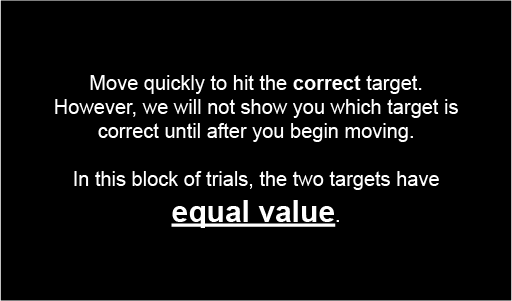 Move quickly to hit the correct target.
However, we will not show you which target is
correct until after you begin moving.
In this block of trials, the two targets have
equal value.